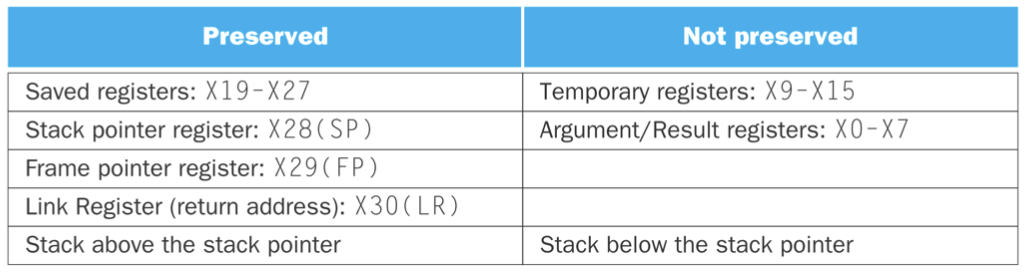 Preserved Not preserved
Saved registers: X19-X27 Temporary registers: X9-X15
Stack pointer register: X28(SP) Argument/Result registers: X0-X7
Frame pointer register: X29(FP)
Link Register (return address): X30(LR)
Stack above the stack pointer Stack below the stack pointer